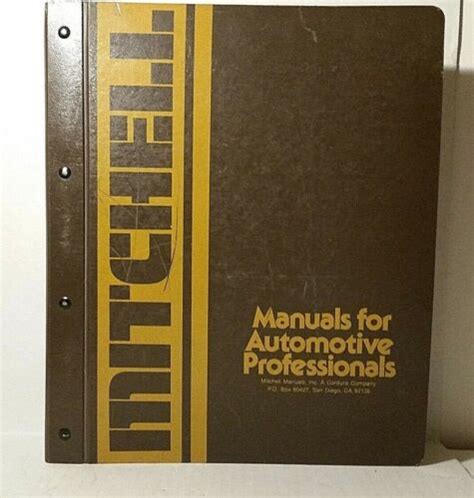 MITCHELL
Manuals for
Automotive
Professionals
Mitchell Manuals, Inc. A Cordura Company
P.O. Box 80427, San Diego, CA 92138